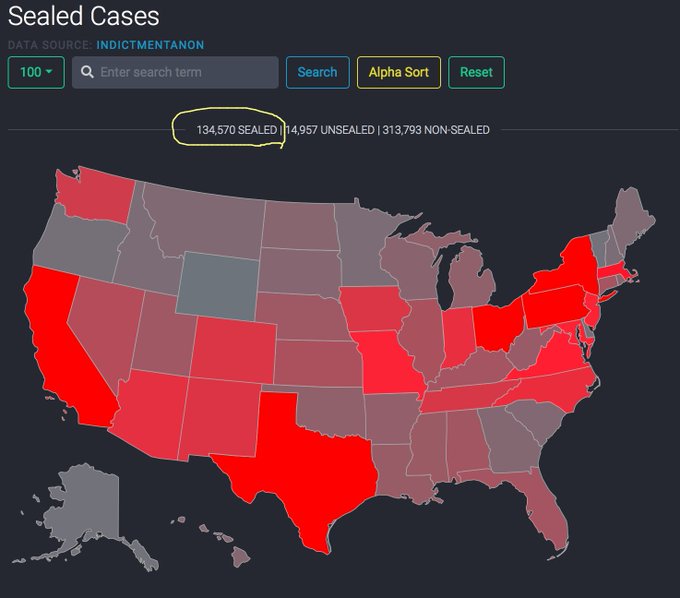 Sealed Cases
DATA SOURCE: INDICTMENTANON
100 Enter search term Search Alpha Sort Reset
134,570 SEALED | 14,957 UNSEALED | 313,793 NON-SEALED